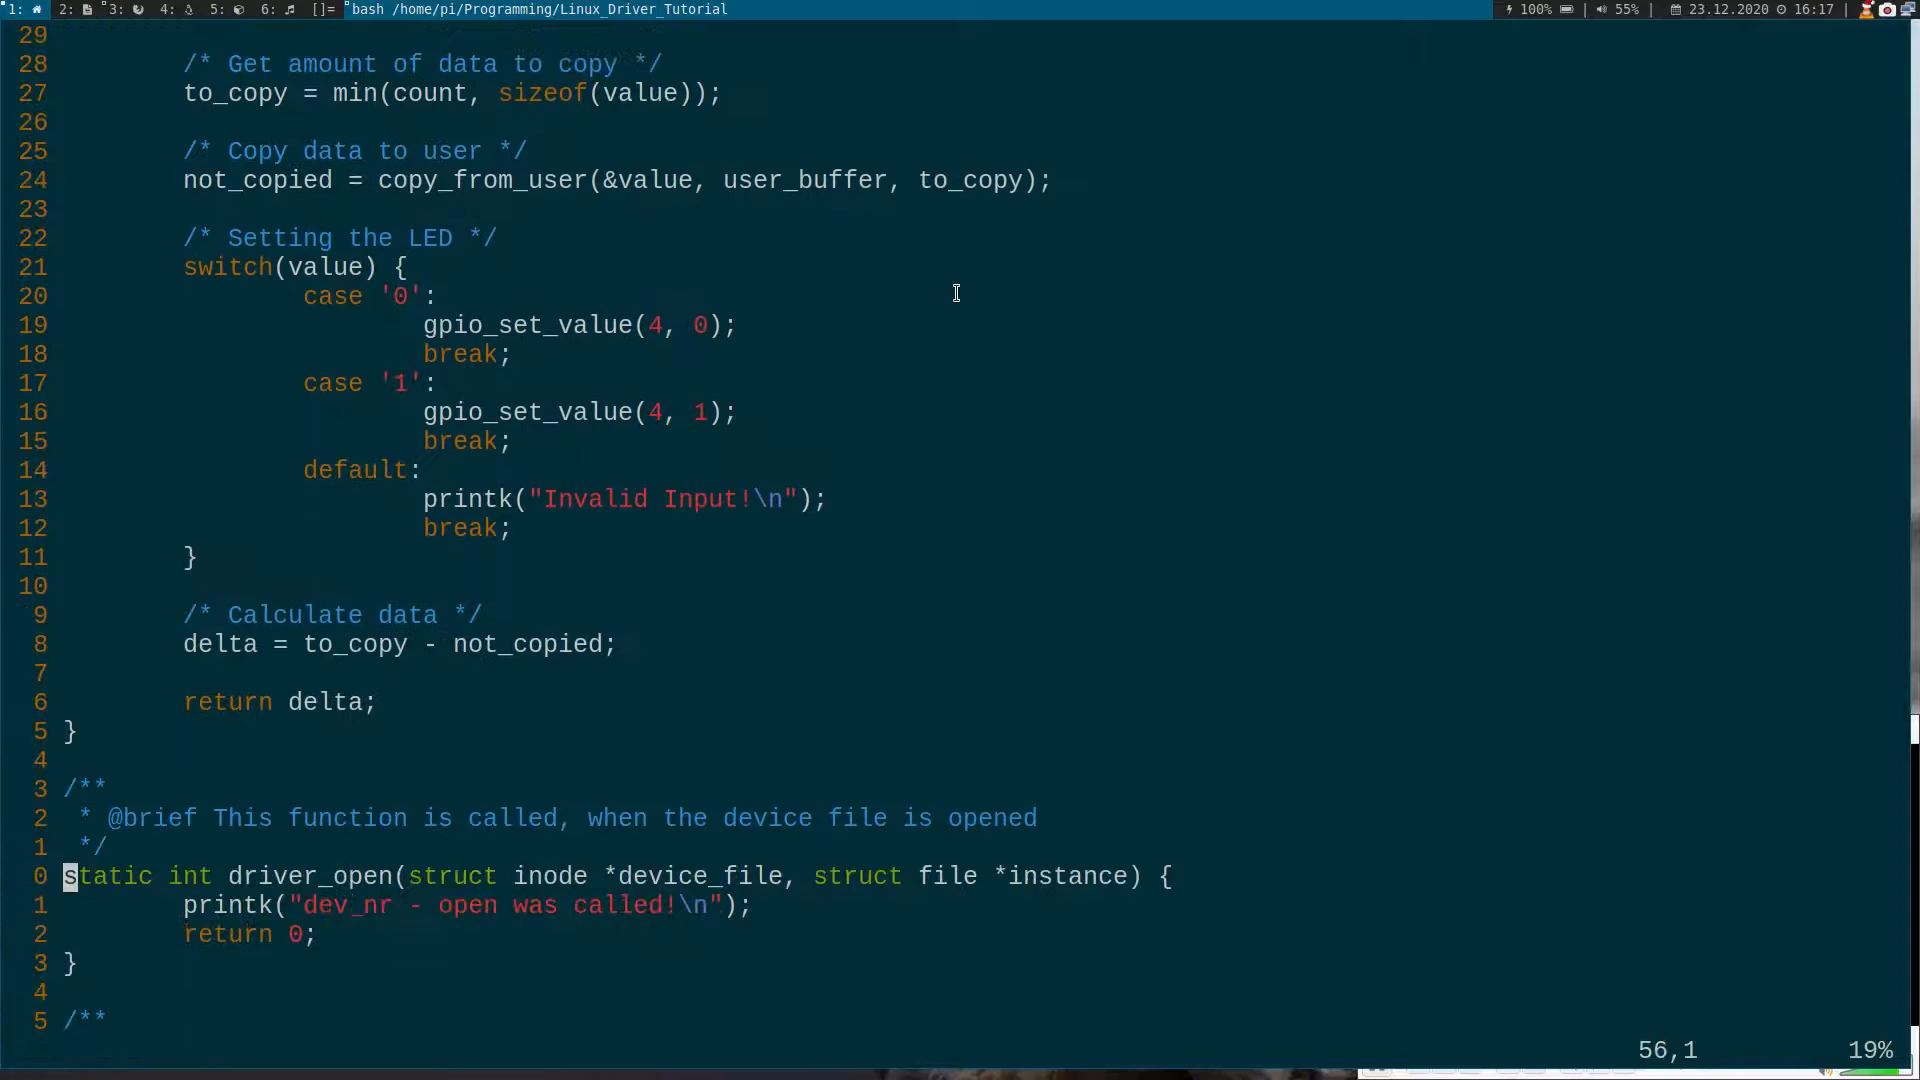 1: 2: 3: 4: 5: 6: []= bash /home/pi/Programming/Linux_Driver_Tutorial 100% | 55% | 23.12.2020 16:17 |
29
28 /* Get amount of data to copy */
27 to_copy = min(count, sizeof(value));
26
25 /* Copy data to user */
24 not_copied = copy_from_user(&value, user_buffer, to_copy);
23
22 /* Setting the LED */
21 switch(value) {
20 case '0':
19 gpio_set_value(4, 0);
18 break;
17 case '1':
16 gpio_set_value(4, 1);
15 break;
14 default:
13 printk("Invalid Input!\n");
12 break;
11 }
10
9 /* Calculate data */
8 delta = to_copy - not_copied;
7
6 return delta;
5 }
4
3 /**
2 * @brief This function is called, when the device file is opened
1 */
0 static int driver_open(struct inode *device_file, struct file *instance) {
1 printk("dev_nr - open was called!\n");
2 return 0;
3 }
4
5 /**
56,1 19%